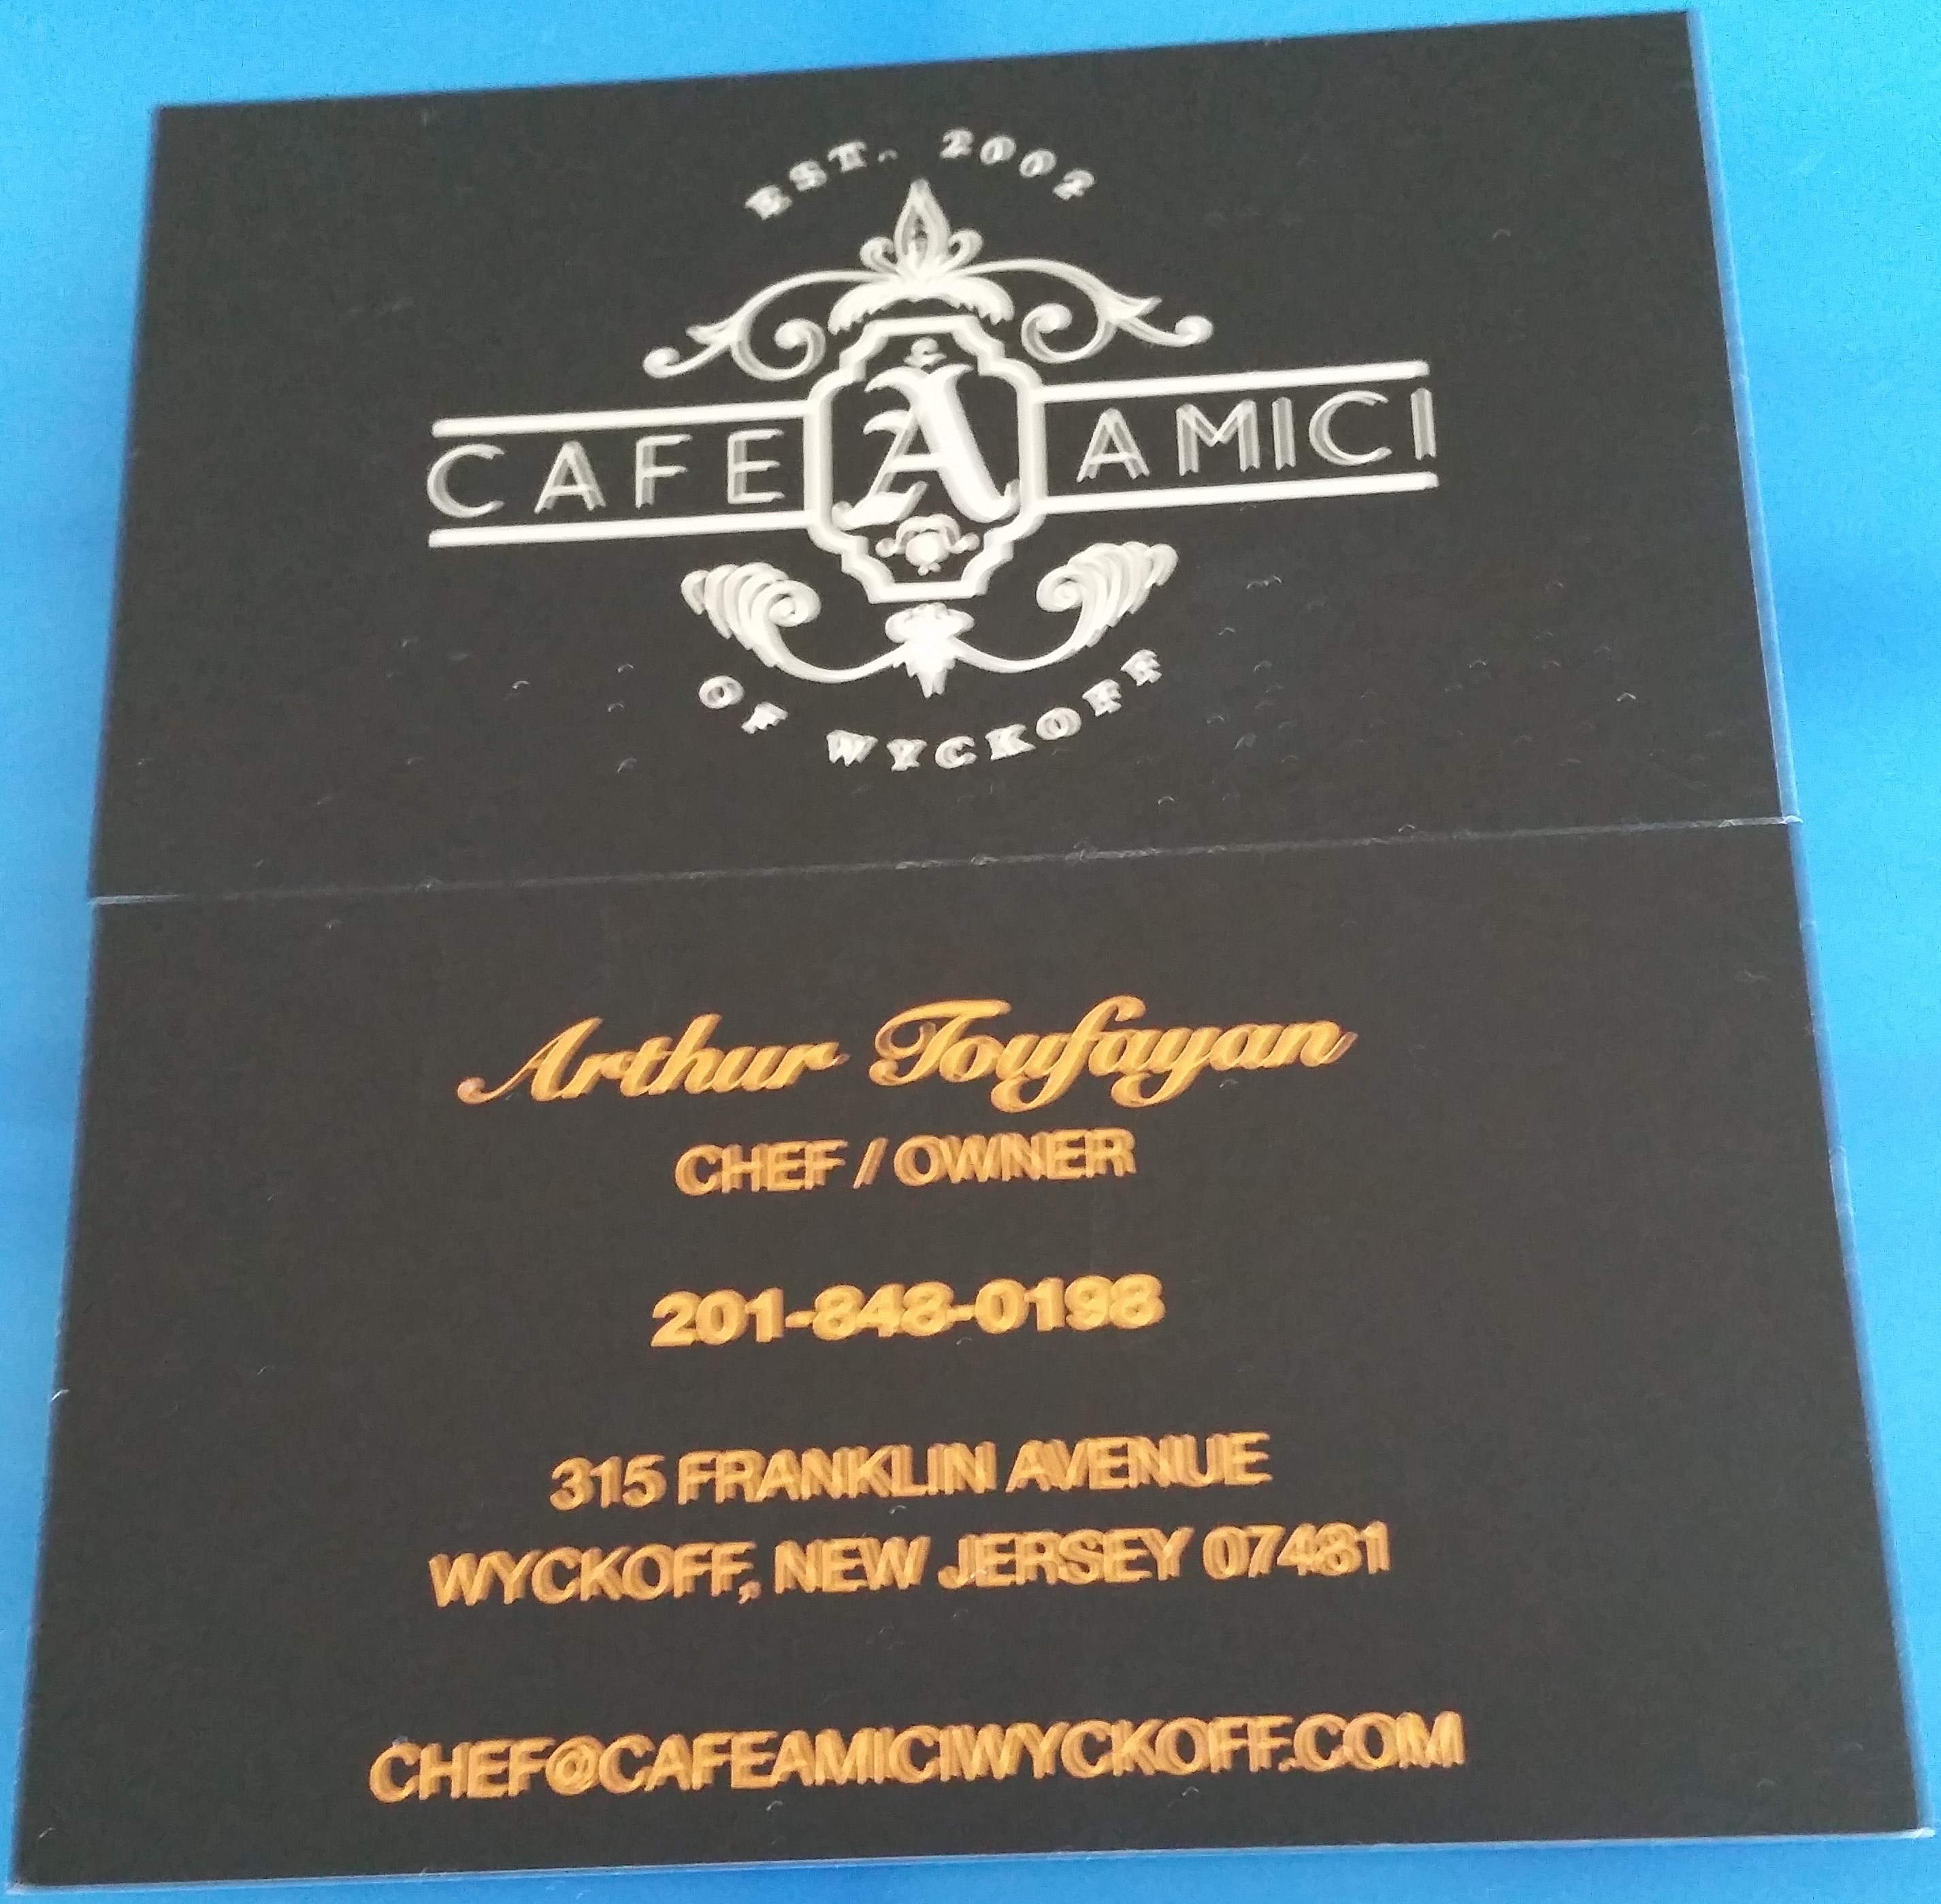 EST. 2002
CAFE A AMICI
OF WYCKOFF
Arthur Toufayan
CHEF / OWNER
201-848-0198
315 FRANKLIN AVENUE
WYCKOFF, NEW JERSEY 07481
CHEF@CAFEAMICIWYCKOFF.COM